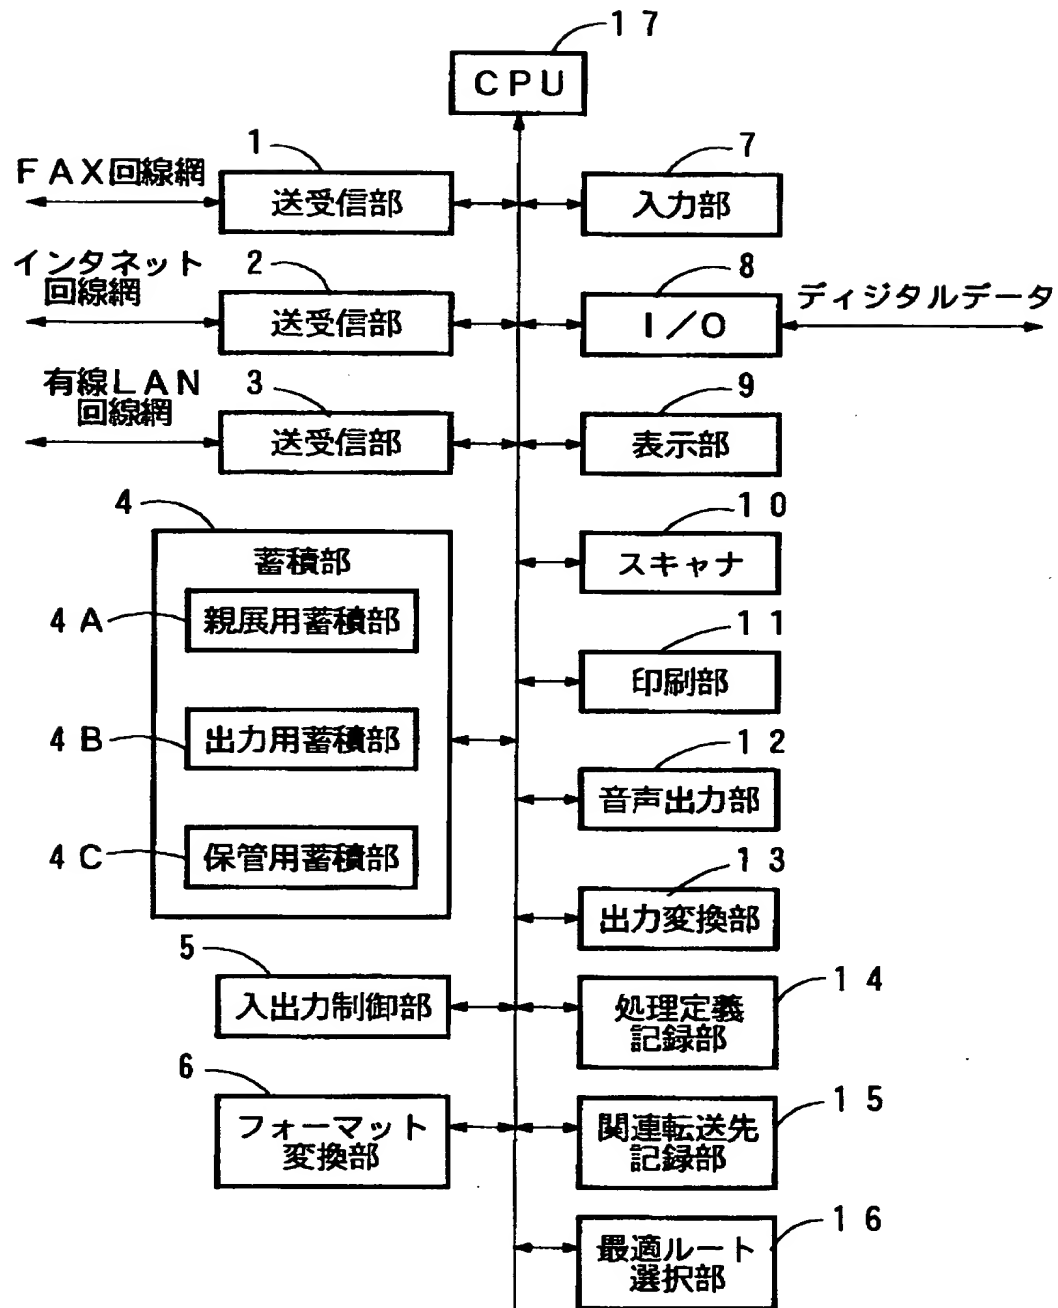 17
CPU
1
7
FAX回線網
送受信部
入力部
インタネット
回線網
2
8
ディジタルデータ
送受信部
I/O
有線LAN
回線網
3
9
送受信部
表示部
4
10
蓄積部
スキャナ
4A
親展用蓄積部
11
印刷部
4B
出力用蓄積部
12
音声出力部
4C
保管用蓄積部
13
出力変換部
5
14
入出力制御部
処理定義
記録部
6
15
フォーマット
変換部
関連転送先
記録部
16
最適ルート
選択部